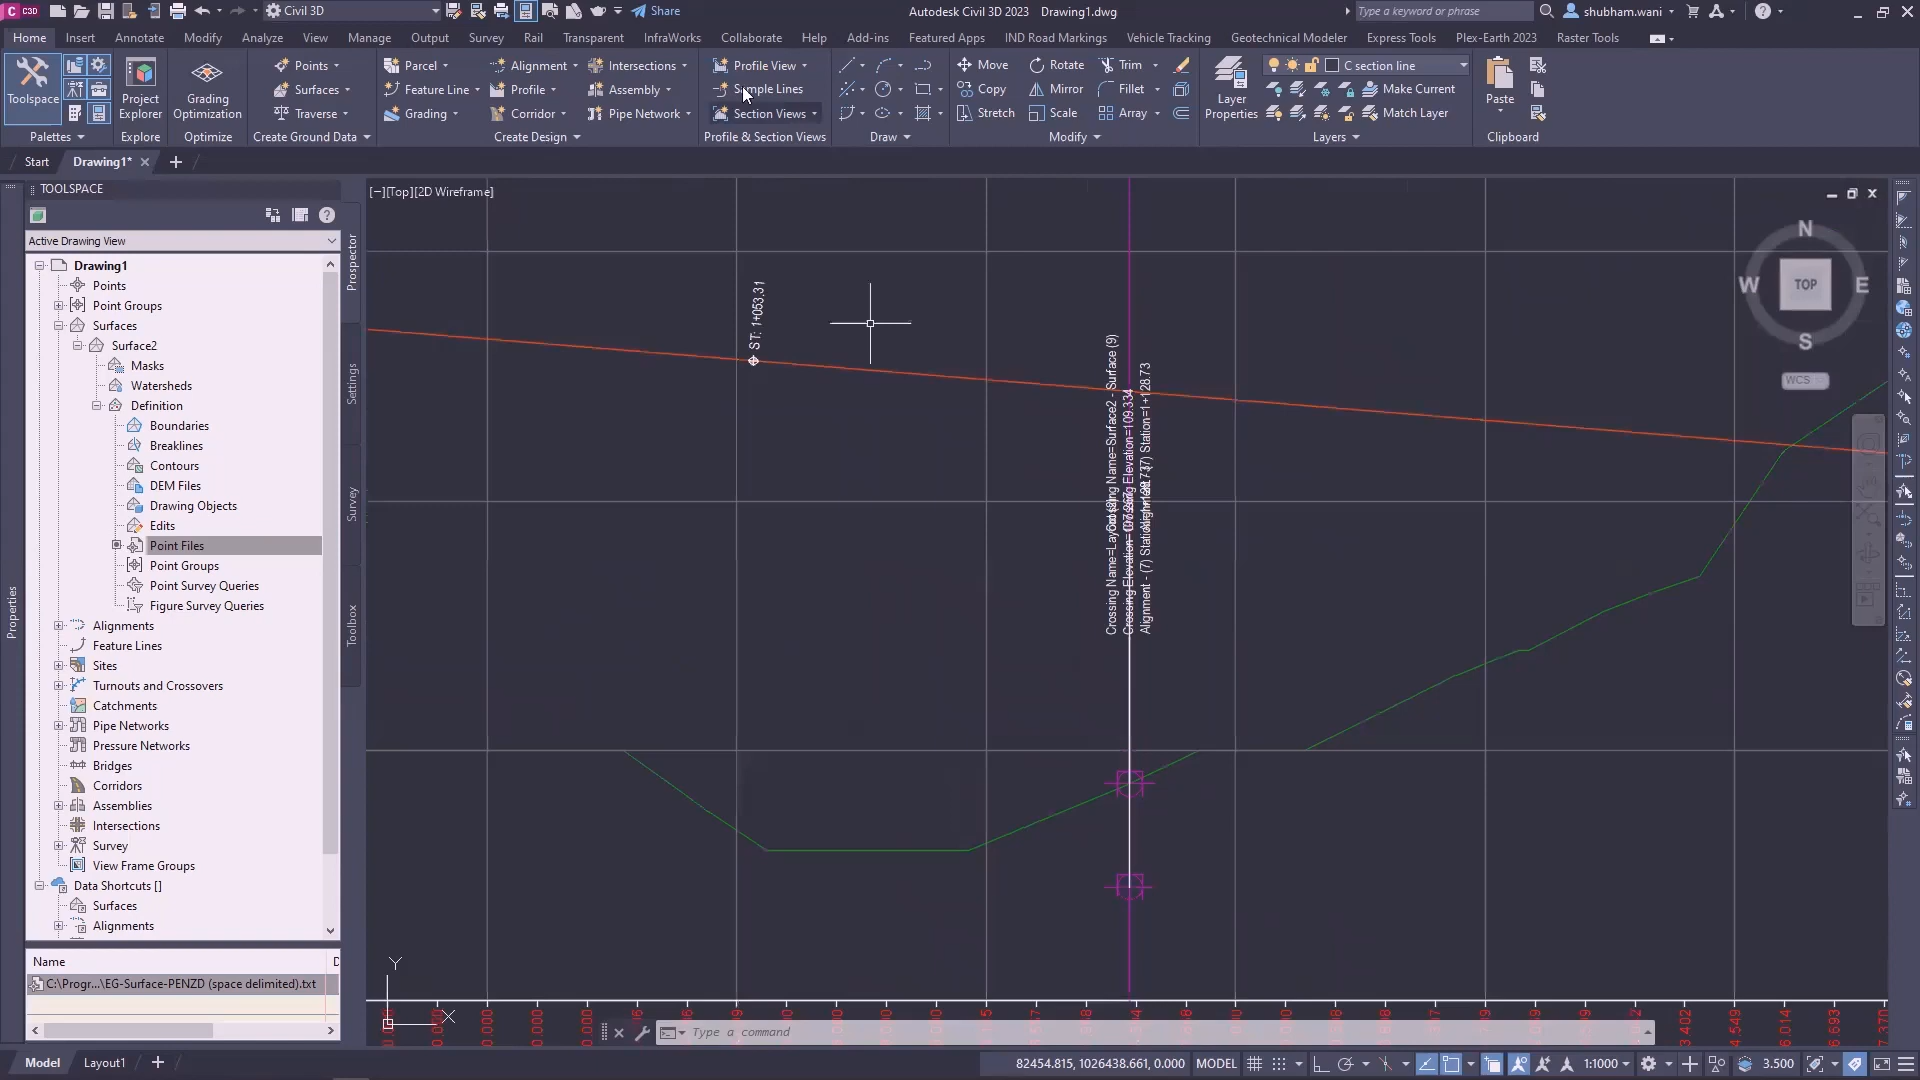 C3D
Civil 3D
Share
Autodesk Civil 3D 2023 Drawing1.dwg
Type a keyword or phrase
shubham.wani
Home Insert Annotate Modify Analyze View Manage Output Survey Rail Transparent InfraWorks Collaborate Help Add-ins Featured Apps IND Road Markings Vehicle Tracking Geotechnical Modeler Express Tools Plex-Earth 2023 Raster Tools
Toolspace
Palettes
Project
Explorer
Explore
Grading
Optimization
Optimize
Points
Surfaces
Traverse
Create Ground Data
Parcel
Feature Line
Grading
Alignment
Profile
Corridor
Intersections
Assembly
Pipe Network
Create Design
Profile View
Sample Lines
Section Views
Profile & Section Views
Draw
Move
Copy
Stretch
Rotate
Mirror
Scale
Trim
Fillet
Array
Modify
Layer
Properties
C section line
Make Current
Match Layer
Layers
Paste
Clipboard
Start
Drawing1*
TOOLSPACE
Active Drawing View
Drawing1
Points
Point Groups
Surfaces
Surface2
Masks
Watersheds
Definition
Boundaries
Breaklines
Contours
DEM Files
Drawing Objects
Edits
Point Files
Point Groups
Point Survey Queries
Figure Survey Queries
Alignments
Feature Lines
Sites
Turnouts and Crossovers
Catchments
Pipe Networks
Pressure Networks
Bridges
Corridors
Assemblies
Intersections
Survey
View Frame Groups
Data Shortcuts []
Surfaces
Alignments
Name
C:\Progr...\EG-Surface-PENZD (space delimited).txt
Prospector
Settings
Survey
Toolbox
Properties
[−][Top][2D Wireframe]
ST: 1+053.31
Crossing Elevation=109.334
N
W
TOP
E
S
WCS
Y
X
Type a command
Model
Layout1
82454.815, 1026438.661, 0.000
MODEL
1:1000
3.500